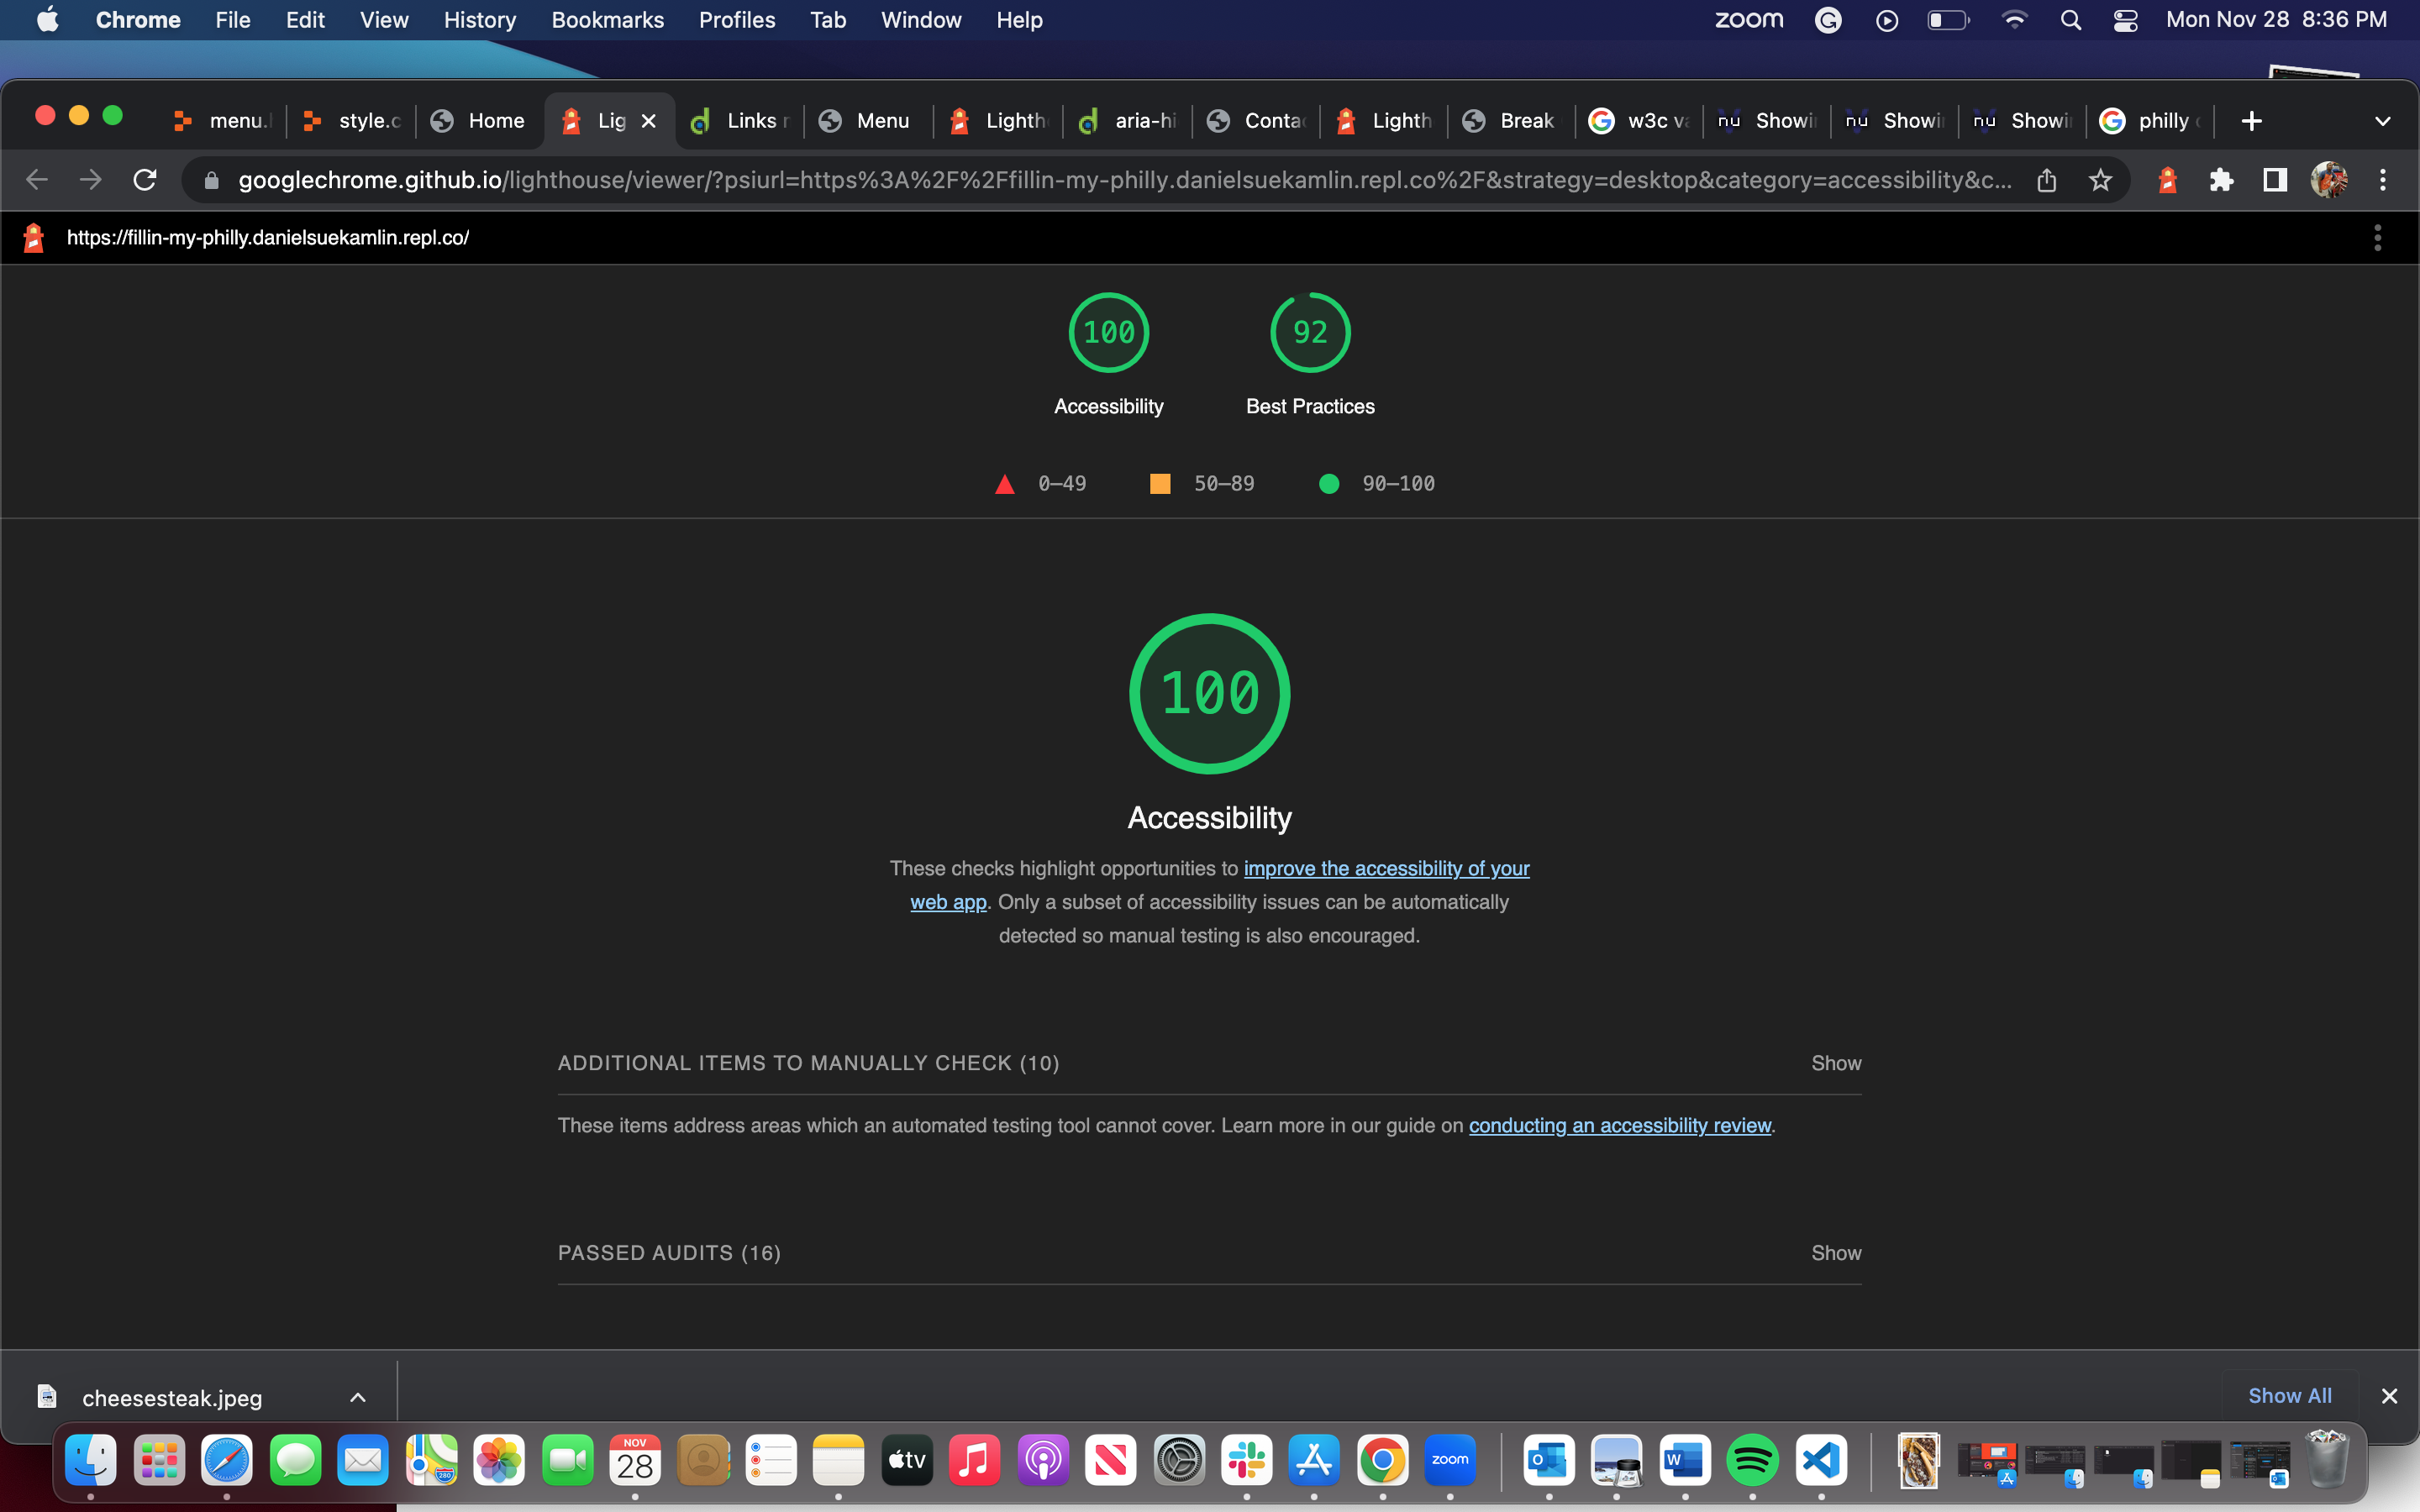 Chrome File Edit View History Bookmarks Profiles Tab Window Help zoom Mon Nov 28 8:36 PM
menu. style.c Home Lig Links Menu Lighth aria-hi Conta Lighth Break w3c va Showi Showi Showi philly
googlechrome.github.io/lighthouse/viewer/?psiurl=https%3A%2F%2Ffillin-my-philly.danielsuekamlin.repl.co%2F&strategy=desktop&category=accessibility&c...
https://fillin-my-philly.danielsuekamlin.repl.co/
100 92
Accessibility Best Practices
0–49 50–89 90–100
100
Accessibility
These checks highlight opportunities to improve the accessibility of your
web app. Only a subset of accessibility issues can be automatically
detected so manual testing is also encouraged.
ADDITIONAL ITEMS TO MANUALLY CHECK (10) Show
These items address areas which an automated testing tool cannot cover. Learn more in our guide on conducting an accessibility review.
PASSED AUDITS (16) Show
cheesesteak.jpeg Show All
NOV
28
280
tv
zoom